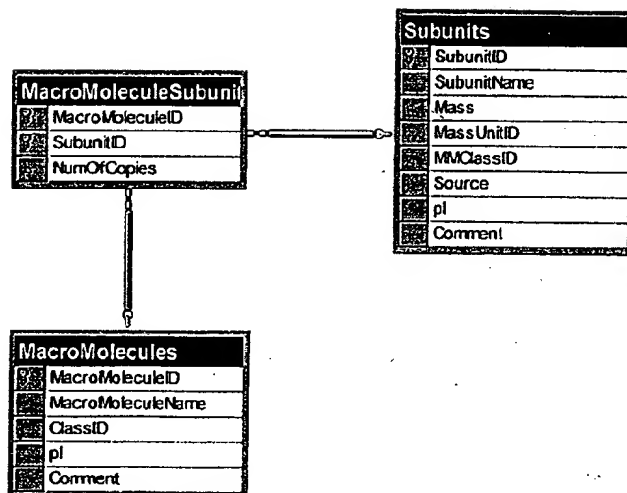 MacroMoleculeSubunit
MacroMoleculeID
SubunitID
NumOfCopies
Subunits
SubunitID
SubunitName
Mass
MassUnitID
MMClassID
Source
pI
Comment
MacroMolecules
MacroMoleculeID
MacroMoleculeName
ClassID
pI
Comment